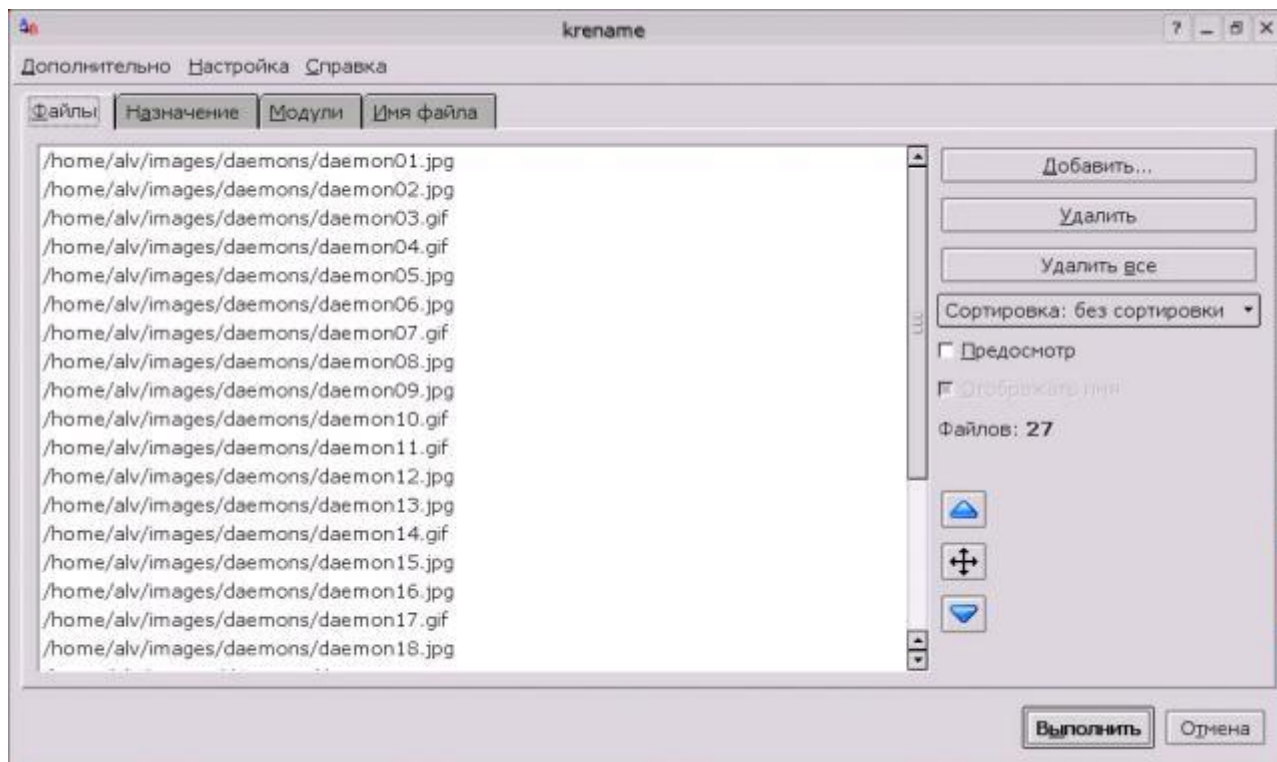 krename
Дополнительно Настройка Справка
Файлы Назначение Модули Имя файла
/home/alv/images/daemons/daemon01.jpg
/home/alv/images/daemons/daemon02.jpg
/home/alv/images/daemons/daemon03.gif
/home/alv/images/daemons/daemon04.gif
/home/alv/images/daemons/daemon05.jpg
/home/alv/images/daemons/daemon06.jpg
/home/alv/images/daemons/daemon07.gif
/home/alv/images/daemons/daemon08.jpg
/home/alv/images/daemons/daemon09.jpg
/home/alv/images/daemons/daemon10.gif
/home/alv/images/daemons/daemon11.gif
/home/alv/images/daemons/daemon12.jpg
/home/alv/images/daemons/daemon13.jpg
/home/alv/images/daemons/daemon14.gif
/home/alv/images/daemons/daemon15.jpg
/home/alv/images/daemons/daemon16.jpg
/home/alv/images/daemons/daemon17.gif
/home/alv/images/daemons/daemon18.jpg
Добавить...
Удалить
Удалить все
Сортировка: без сортировки
Предосмотр
Отображать имя
Файлов: 27
Выполнить Отмена